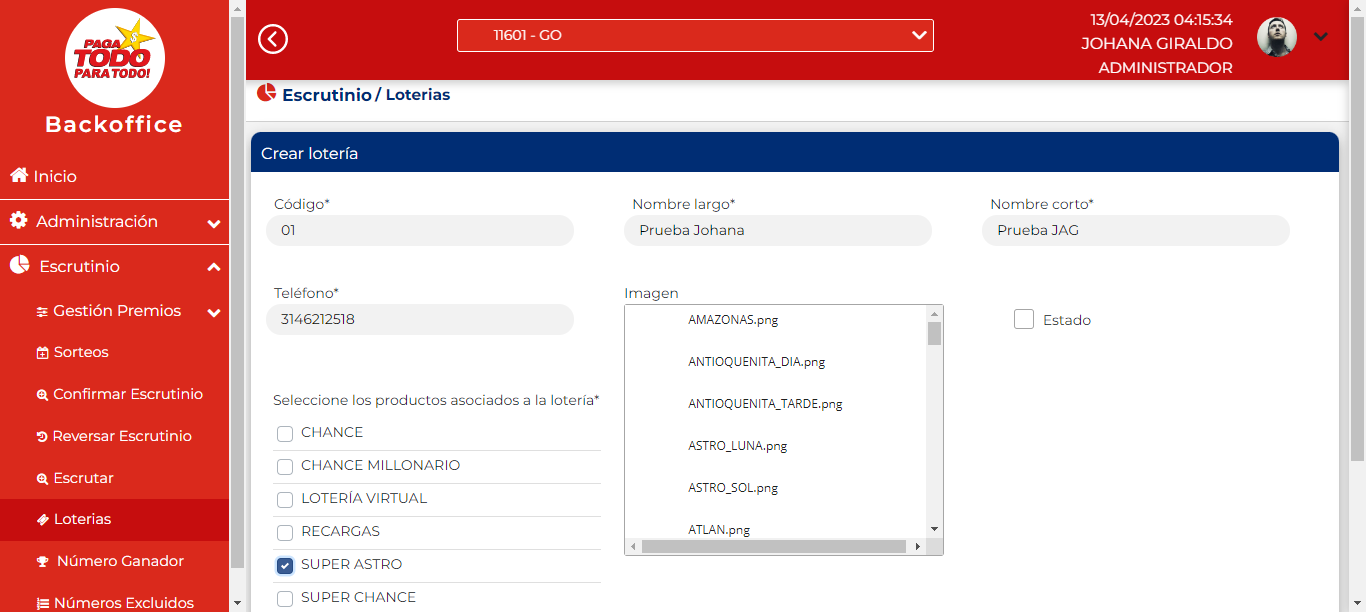 PAGA
TODO
PARA TODO!
Backoffice
Inicio
Administración
Escrutinio
Gestión Premios
Sorteos
Confirmar Escrutinio
Reversar Escrutinio
Escrutar
Loterias
Número Ganador
Números Excluidos
11601 - GO
13/04/2023 04:15:34
JOHANA GIRALDO
ADMINISTRADOR
Escrutinio / Loterias
Crear lotería
Código*
01
Nombre largo*
Prueba Johana
Nombre corto*
Prueba JAG
Teléfono*
3146212518
Imagen
AMAZONAS.png
ANTIOQUENITA_DIA.png
ANTIOQUENITA_TARDE.png
ASTRO_LUNA.png
ASTRO_SOL.png
ATLAN.png
Estado
Seleccione los productos asociados a la lotería*
CHANCE
CHANCE MILLONARIO
LOTERÍA VIRTUAL
RECARGAS
SUPER ASTRO
SUPER CHANCE